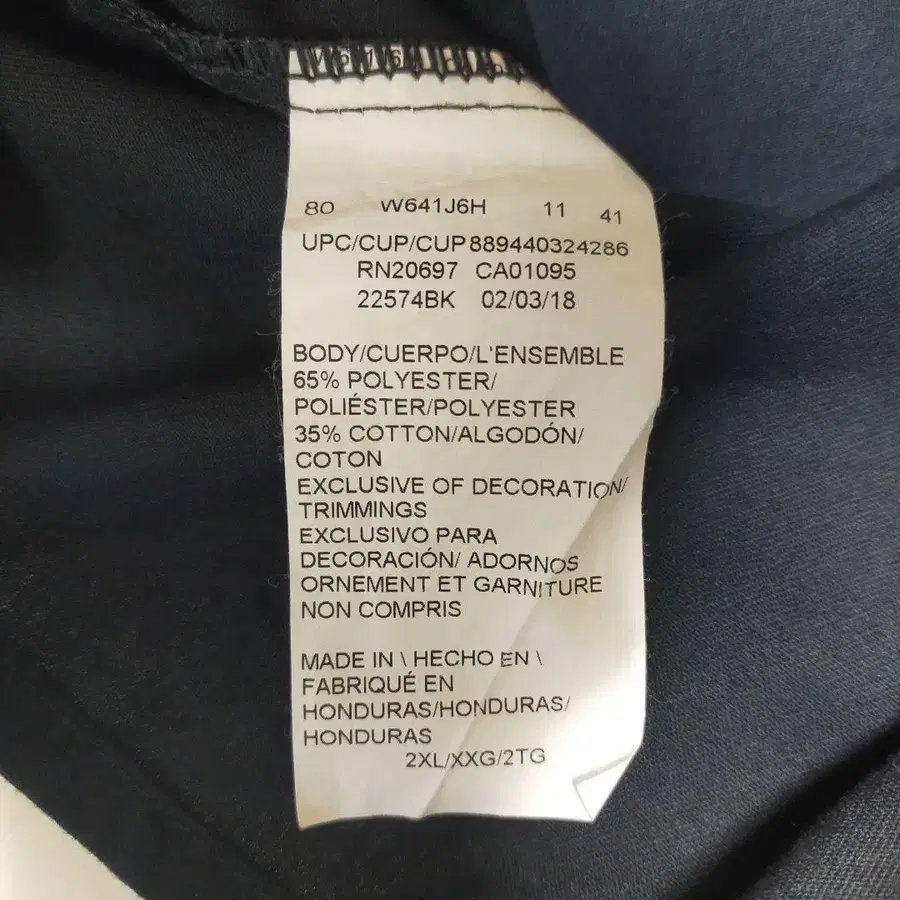 80 W641J6H 11 41
UPC/CUP/CUP 889440324286
RN20697 CA01095
22574BK 02/03/18
BODY/CUERPO/L'ENSEMBLE
65% POLYESTER/
POLIÉSTER/POLYESTER
35% COTTON/ALGODÓN/
COTON
EXCLUSIVE OF DECORATION/
TRIMMINGS
EXCLUSIVO PARA
DECORACIÓN/ ADORNOS
ORNEMENT ET GARNITURE
NON COMPRIS
MADE IN \ HECHO EN \
FABRIQUÉ EN
HONDURAS/HONDURAS/
HONDURAS
2XL/XXG/2TG